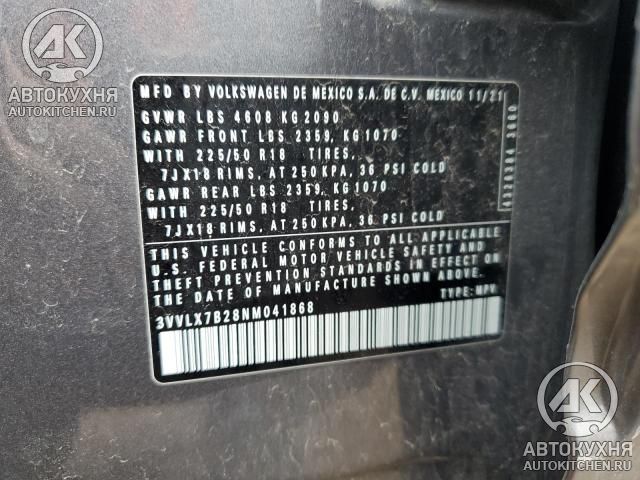 АК
АВТОКУХНЯ
AUTOKITCHEN.RU
MFD BY VOLKSWAGEN DE MEXICO S.A. DE C.V. MEXICO 11/21
GVWR LBS 4608 KG 2090
GAWR FRONT LBS 2359, KG 1070
WITH 225/50 R18 TIRES,
7JX18 RIMS, AT 250 KPA, 36 PSI COLD
GAWR REAR LBS 2359, KG 1070
WITH 225/50 R18 TIRES,
7JX18 RIMS, AT 250 KPA, 36 PSI COLD
THIS VEHICLE CONFORMS TO ALL APPLICABLE
U.S. FEDERAL MOTOR VEHICLE SAFETY AND
THEFT PREVENTION STANDARDS IN EFFECT ON
THE DATE OF MANUFACTURE SHOWN ABOVE.
3VVLX7B28NM041868 TYPE: MPV
АК
АВТОКУХНЯ
AUTOKITCHEN.RU